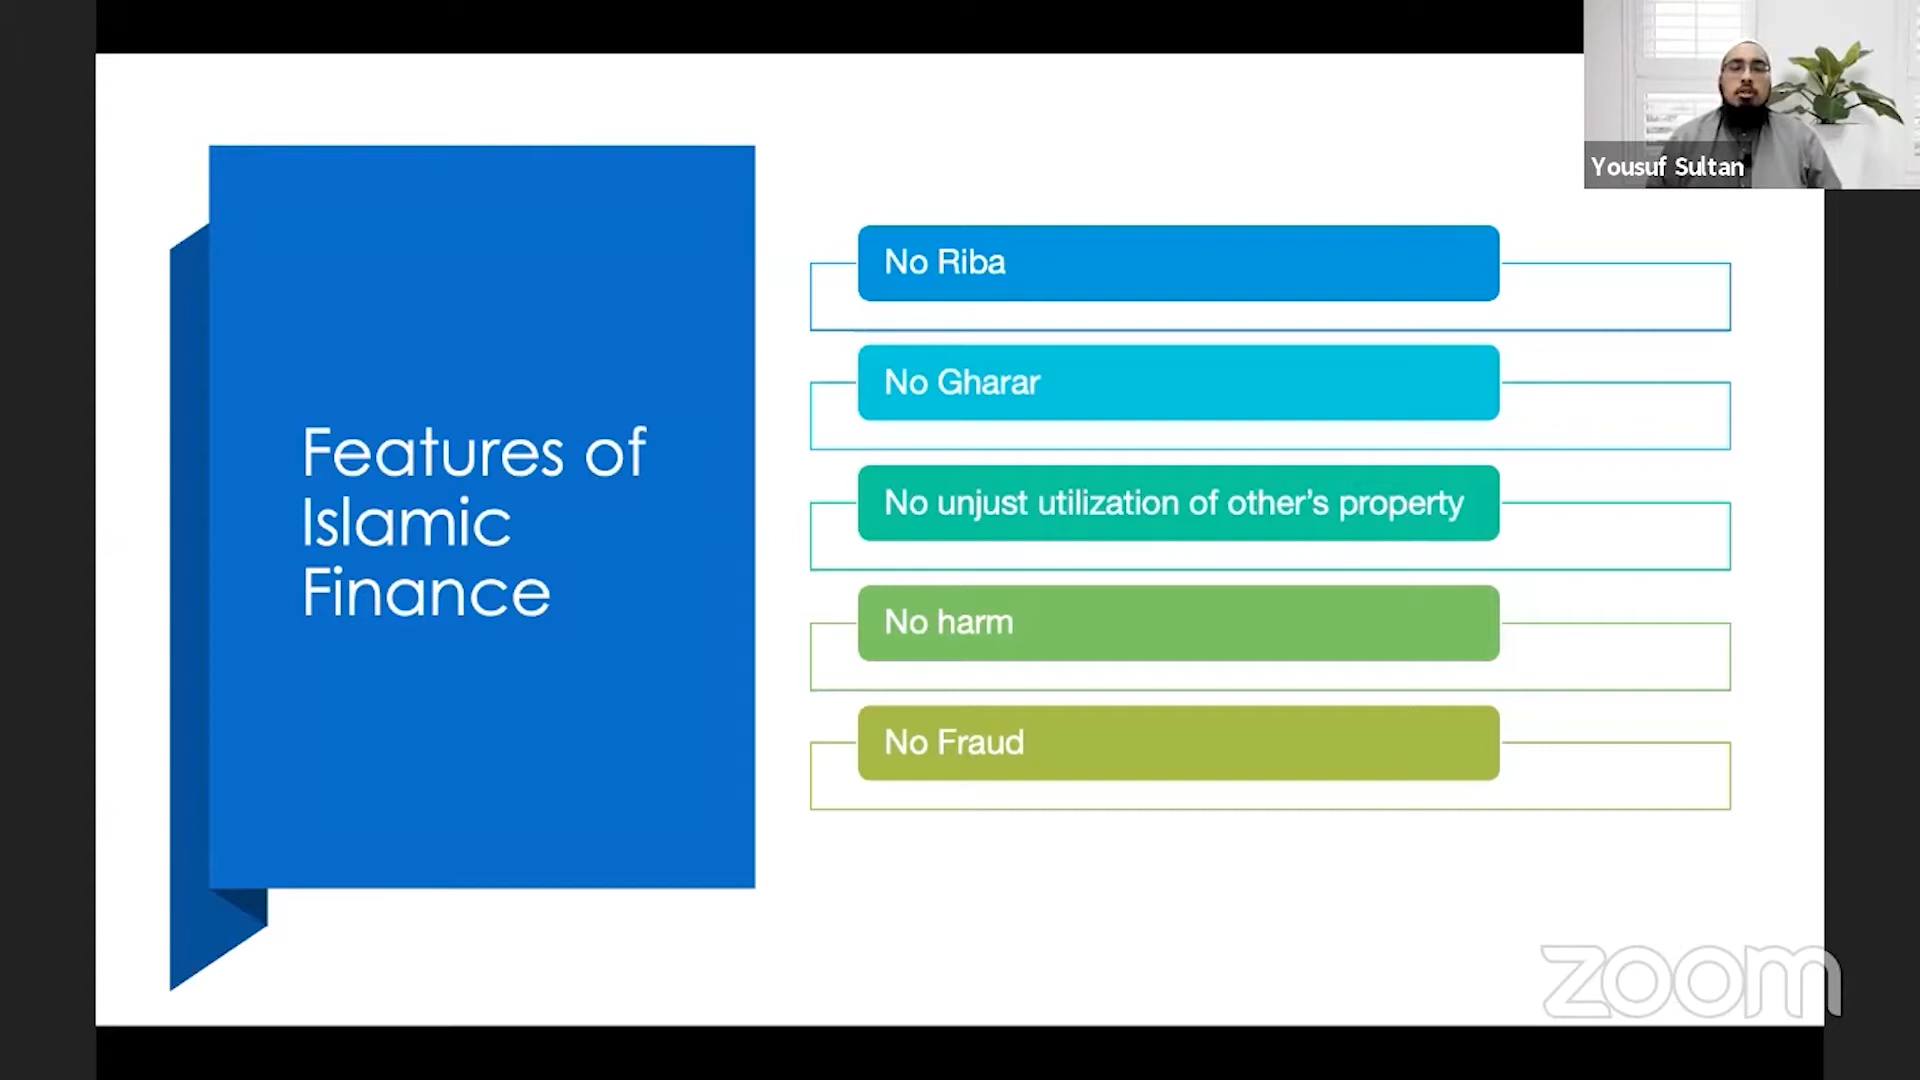 Yousuf Sultan
Features of
Islamic
Finance
No Riba
No Gharar
No unjust utilization of other’s property
No harm
No Fraud
zoom